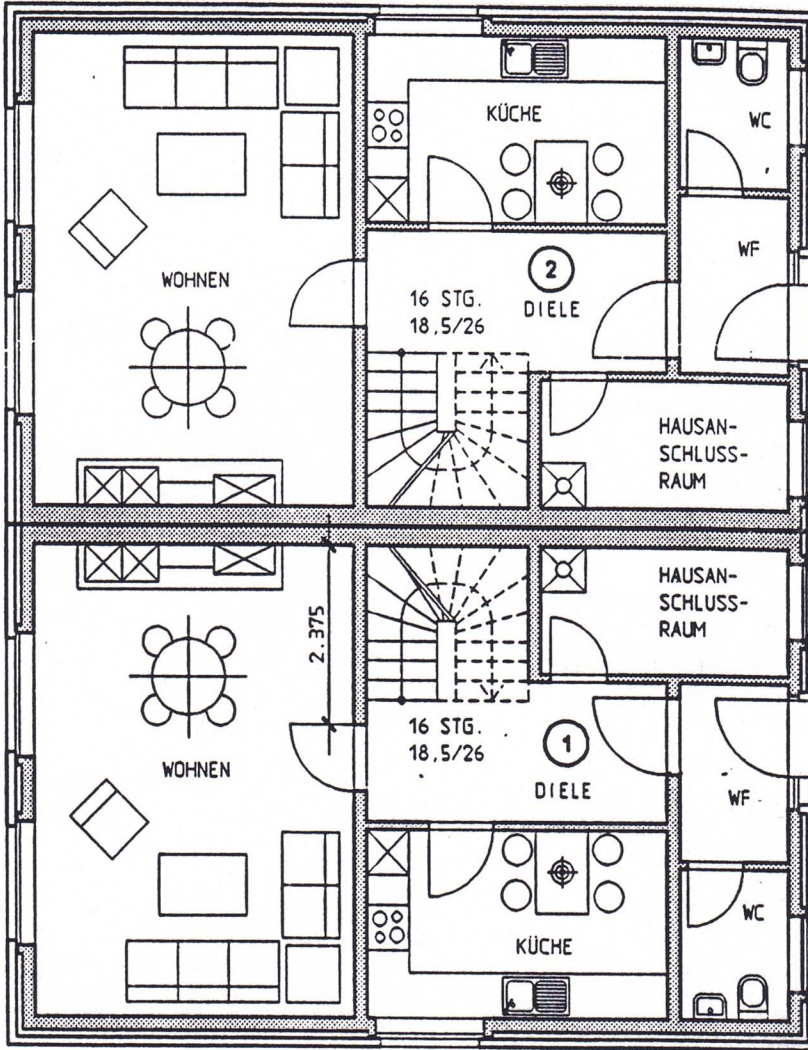 KÜCHE
WC
WF
WOHNEN
2
DIELE
16 STG.
18,5/26
HAUSAN-
SCHLUSS-
RAUM
HAUSAN-
SCHLUSS-
RAUM
2.375
16 STG.
18,5/26
1
DIELE
WOHNEN
WF
WC
KÜCHE